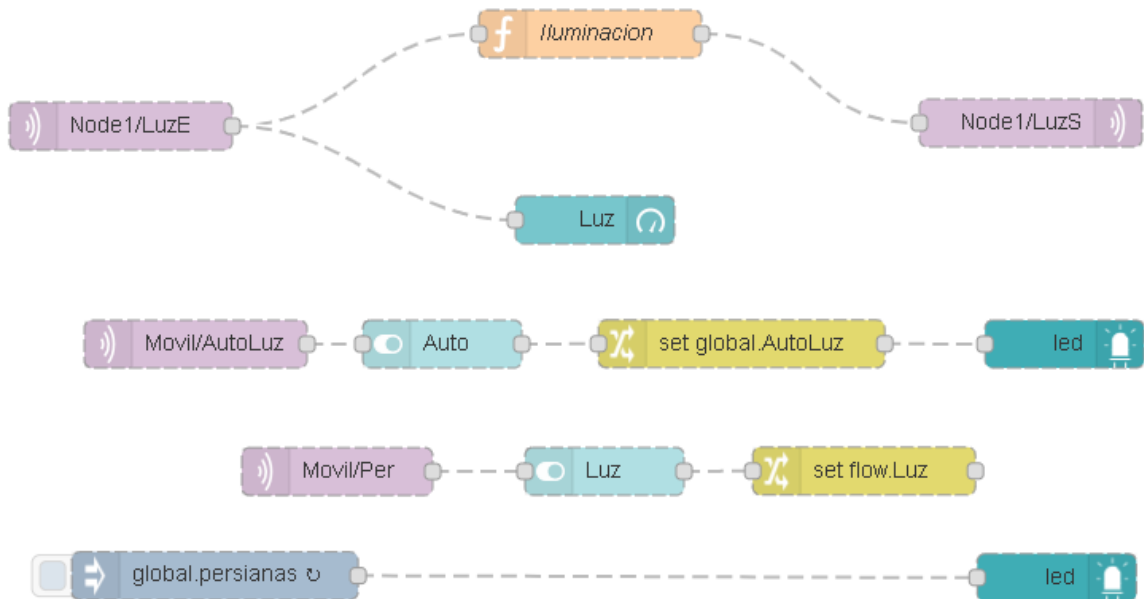 Iluminacion
Node1/LuzE
Node1/LuzS
Luz
Movil/AutoLuz
Auto
set global.AutoLuz
led
Movil/Per
Luz
set flow.Luz
global.persianas ↻
led